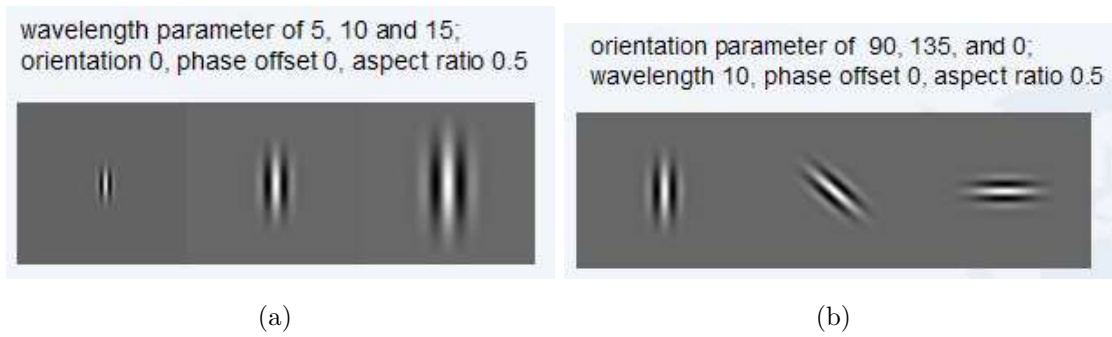 wavelength parameter of 5, 10 and 15;
orientation 0, phase offset 0, aspect ratio 0.5
orientation parameter of 90, 135, and 0;
wavelength 10, phase offset 0, aspect ratio 0.5
(a)
(b)